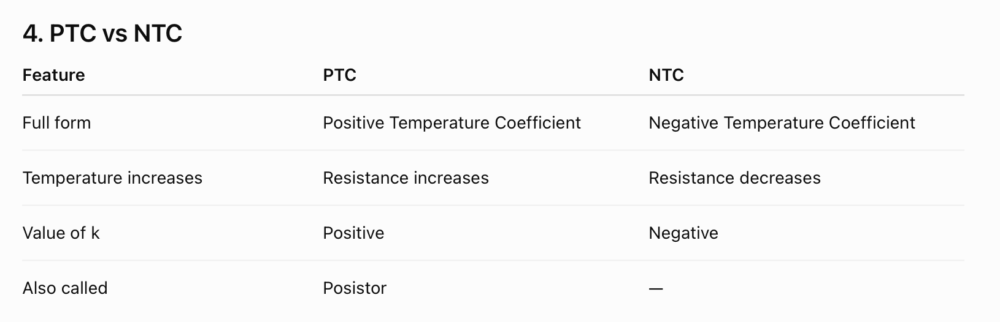 4. PTC vs NTC
Feature PTC NTC
Full form Positive Temperature Coefficient Negative Temperature Coefficient
Temperature increases Resistance increases Resistance decreases
Value of k Positive Negative
Also called Posistor —